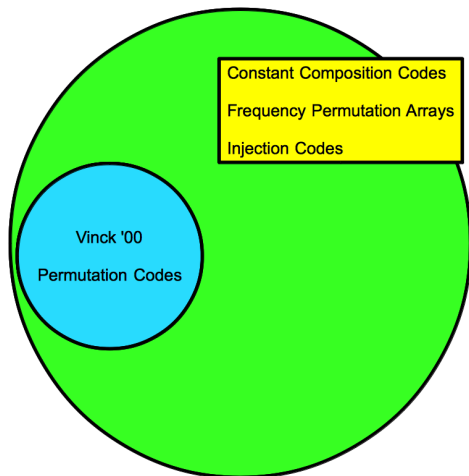 Constant Composition Codes
Frequency Permutation Arrays
Injection Codes
Vinck '00
Permutation Codes